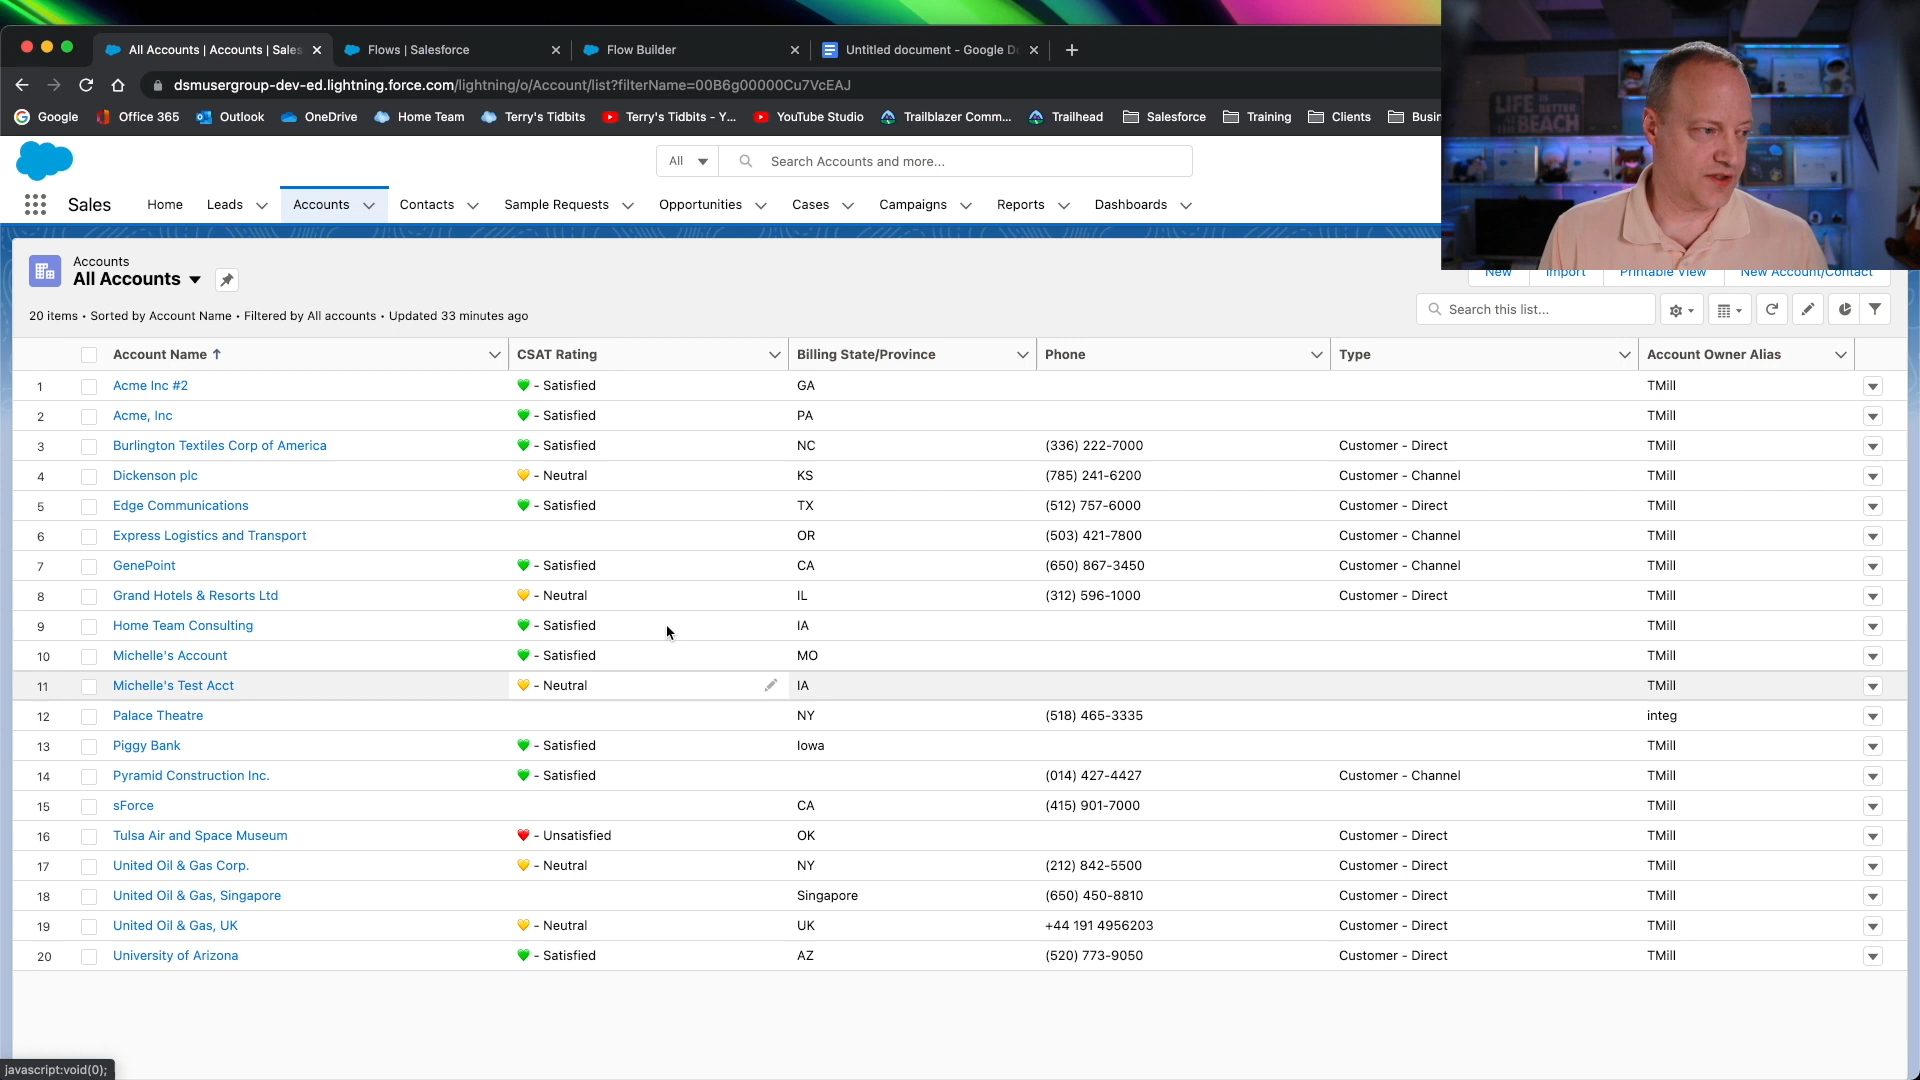 All Accounts | Accounts | Sales
Flows | Salesforce
Flow Builder
Untitled document - Google Do
dsmusergroup-dev-ed.lightning.force.com/lightning/o/Account/list?filterName=00B6g00000Cu7VcEAJ
Google Office 365 Outlook OneDrive Home Team Terry's Tidbits Terry's Tidbits - Y... YouTube Studio Trailblazer Comm... Trailhead Salesforce Training Clients Busin
LIFE IS BETTER AT THE BEACH
All Search Accounts and more...
Sales Home Leads Accounts Contacts Sample Requests Opportunities Cases Campaigns Reports Dashboards
Accounts
All Accounts
New Import Printable View New Account/Contact
20 items • Sorted by Account Name • Filtered by All accounts • Updated 33 minutes ago
Search this list...
Account Name ↑ CSAT Rating Billing State/Province Phone Type Account Owner Alias
1 Acme Inc #2 💚 - Satisfied GA TMill
2 Acme, Inc 💚 - Satisfied PA TMill
3 Burlington Textiles Corp of America 💚 - Satisfied NC (336) 222-7000 Customer - Direct TMill
4 Dickenson plc 💛 - Neutral KS (785) 241-6200 Customer - Channel TMill
5 Edge Communications 💚 - Satisfied TX (512) 757-6000 Customer - Direct TMill
6 Express Logistics and Transport OR (503) 421-7800 Customer - Channel TMill
7 GenePoint 💚 - Satisfied CA (650) 867-3450 Customer - Channel TMill
8 Grand Hotels & Resorts Ltd 💛 - Neutral IL (312) 596-1000 Customer - Direct TMill
9 Home Team Consulting 💚 - Satisfied IA TMill
10 Michelle's Account 💚 - Satisfied MO TMill
11 Michelle's Test Acct 💛 - Neutral IA TMill
12 Palace Theatre NY (518) 465-3335 integ
13 Piggy Bank 💚 - Satisfied Iowa TMill
14 Pyramid Construction Inc. 💚 - Satisfied (014) 427-4427 Customer - Channel TMill
15 sForce CA (415) 901-7000 TMill
16 Tulsa Air and Space Museum ❤️ - Unsatisfied OK Customer - Direct TMill
17 United Oil & Gas Corp. 💛 - Neutral NY (212) 842-5500 Customer - Direct TMill
18 United Oil & Gas, Singapore Singapore (650) 450-8810 Customer - Direct TMill
19 United Oil & Gas, UK 💛 - Neutral UK +44 191 4956203 Customer - Direct TMill
20 University of Arizona 💚 - Satisfied AZ (520) 773-9050 Customer - Direct TMill
javascript:void(0);